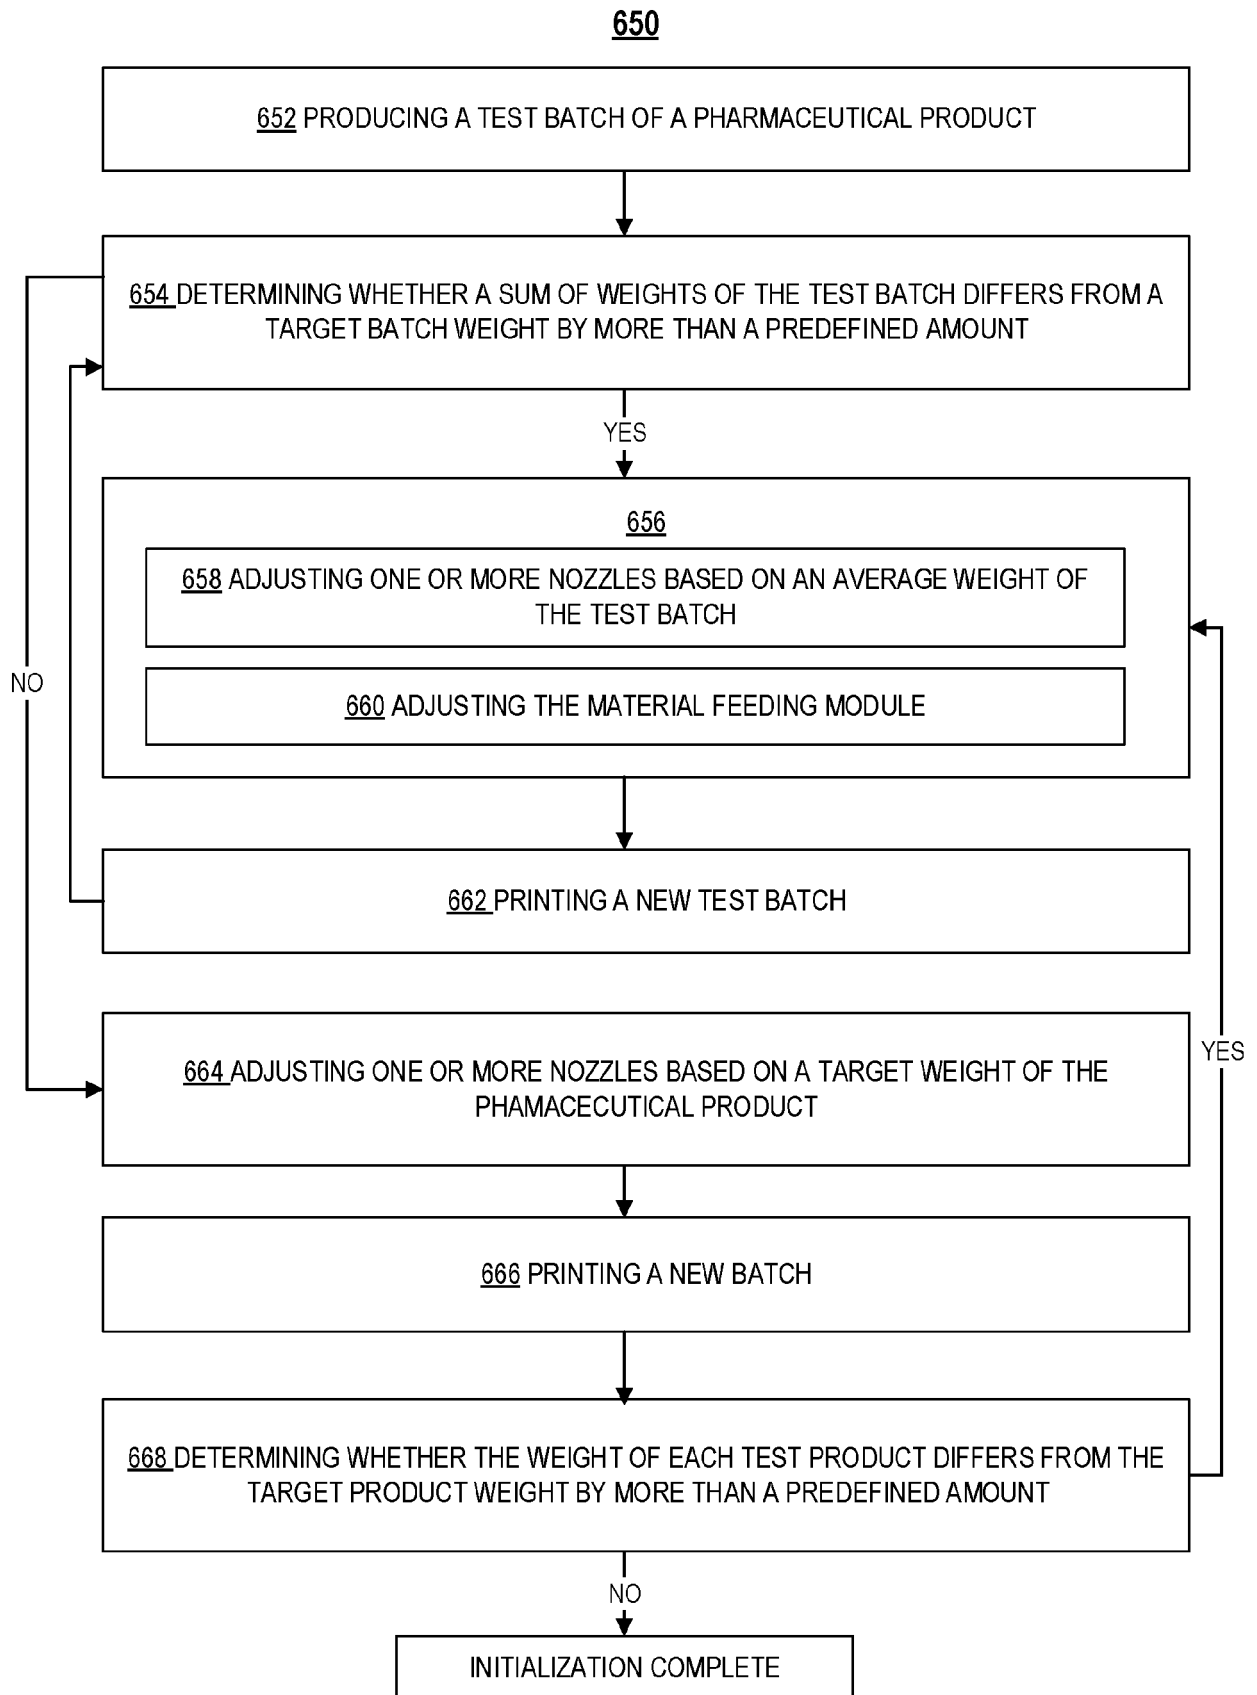 650
652 PRODUCING A TEST BATCH OF A PHARMACEUTICAL PRODUCT
654 DETERMINING WHETHER A SUM OF WEIGHTS OF THE TEST BATCH DIFFERS FROM A
TARGET BATCH WEIGHT BY MORE THAN A PREDEFINED AMOUNT
YES
656
658 ADJUSTING ONE OR MORE NOZZLES BASED ON AN AVERAGE WEIGHT OF
THE TEST BATCH
660 ADJUSTING THE MATERIAL FEEDING MODULE
NO
662 PRINTING A NEW TEST BATCH
664 ADJUSTING ONE OR MORE NOZZLES BASED ON A TARGET WEIGHT OF THE
PHAMACECUTICAL PRODUCT
YES
666 PRINTING A NEW BATCH
668 DETERMINING WHETHER THE WEIGHT OF EACH TEST PRODUCT DIFFERS FROM THE
TARGET PRODUCT WEIGHT BY MORE THAN A PREDEFINED AMOUNT
NO
INITIALIZATION COMPLETE